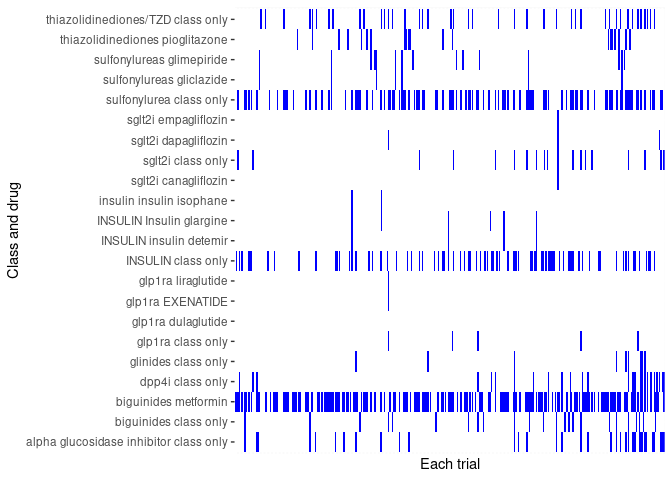 thiazolidinediones/TZD class only
thiazolidinediones pioglitazone
sulfonylureas glimepiride
sulfonylureas gliclazide
sulfonylurea class only
sglt2i empagliflozin
sglt2i dapagliflozin
sglt2i class only
sglt2i canagliflozin
insulin insulin isophane
INSULIN Insulin glargine
INSULIN insulin detemir
INSULIN class only
glp1ra liraglutide
glp1ra EXENATIDE
glp1ra dulaglutide
glp1ra class only
glinides class only
dpp4i class only
biguinides metformin
biguinides class only
alpha glucosidase inhibitor class only
Class and drug
Each trial